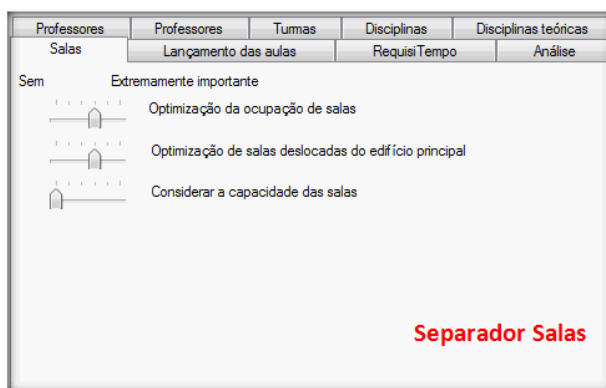 Professores Professores Turmas Disciplinas Disciplinas teóricas
Salas Lançamento das aulas RequisiTempo Análise
Sem Extremamente importante
Optimização da ocupação de salas
Optimização de salas deslocadas do edifício principal
Considerar a capacidade das salas
Separador Salas